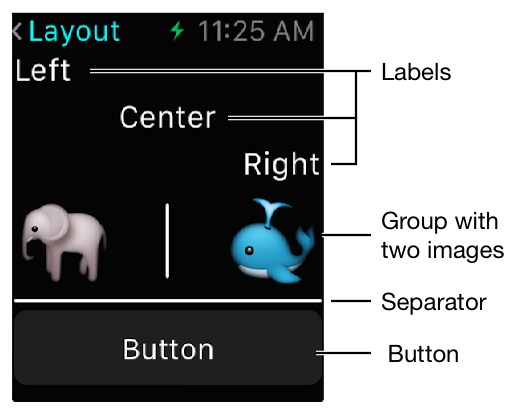 < Layout 11:25 AM
Left
Labels
Center
Right
Group with
two images
Separator
Button
Button